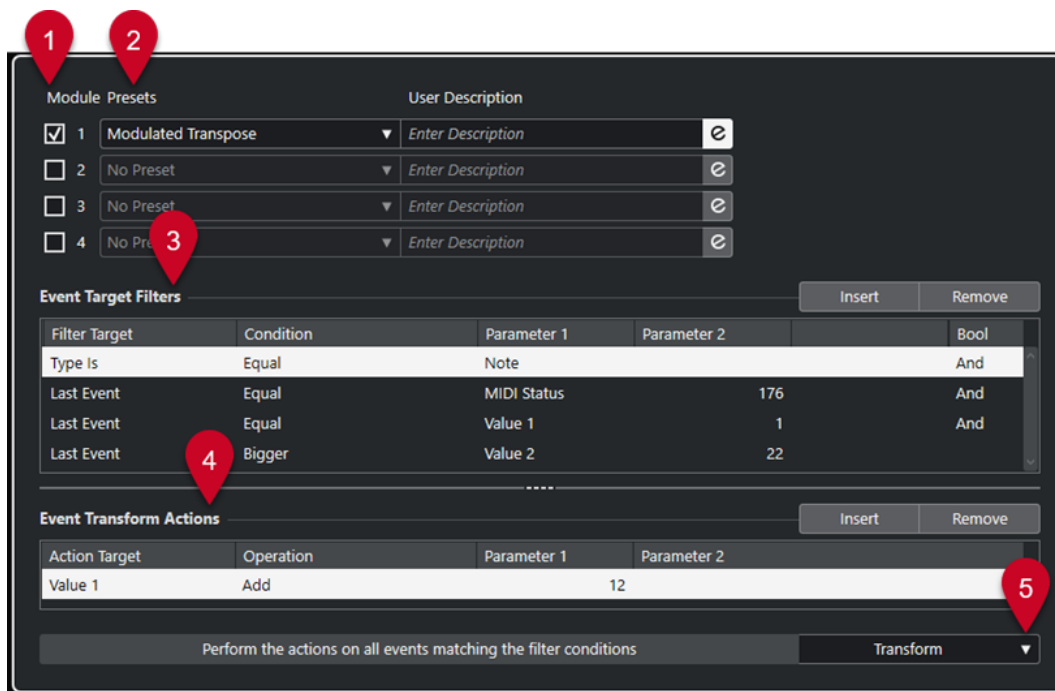 1 2
Module Presets User Description
1 Modulated Transpose Enter Description e
2 No Preset Enter Description e
3 No Preset Enter Description e
4 No Pre Enter Description e
3
Event Target Filters Insert Remove
Filter Target Condition Parameter 1 Parameter 2 Bool
Type Is Equal Note And
Last Event Equal MIDI Status 176 And
Last Event Equal Value 1 1 And
Last Event Bigger Value 2 22
4
Event Transform Actions Insert Remove
Action Target Operation Parameter 1 Parameter 2
Value 1 Add 12
5
Perform the actions on all events matching the filter conditions Transform